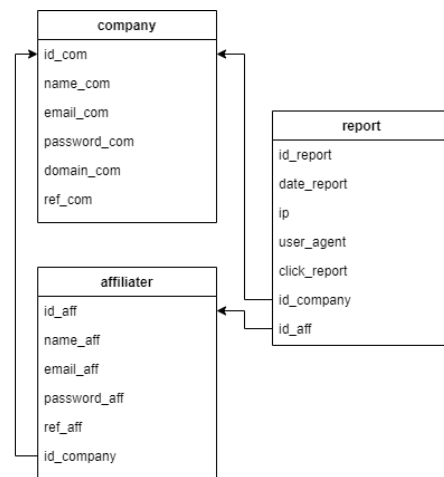 company
id_com
name_com
email_com
password_com
domain_com
ref_com
report
id_report
date_report
ip
user_agent
click_report
id_company
id_aff
affiliater
id_aff
name_aff
email_aff
password_aff
ref_aff
id_company